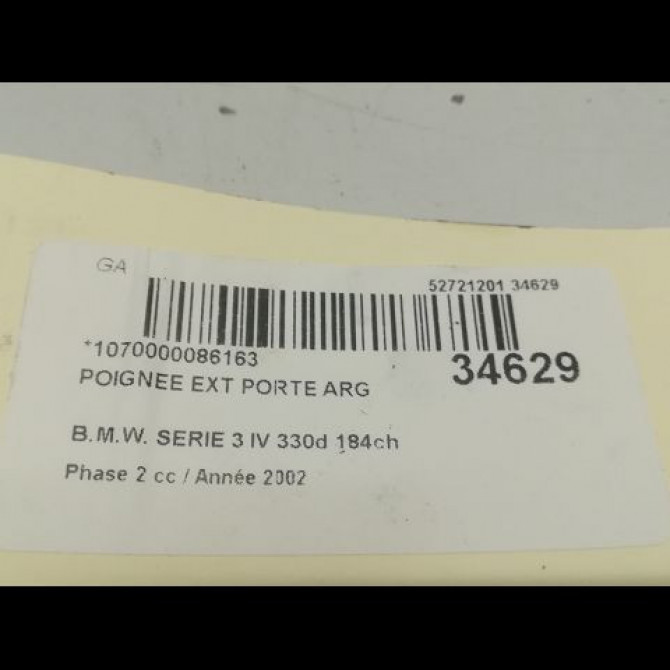 GA
52721201 34629
*1070000086163
34629
POIGNEE EXT PORTE ARG
B.M.W. SERIE 3 IV 330d 184ch
Phase 2 cc / Année 2002